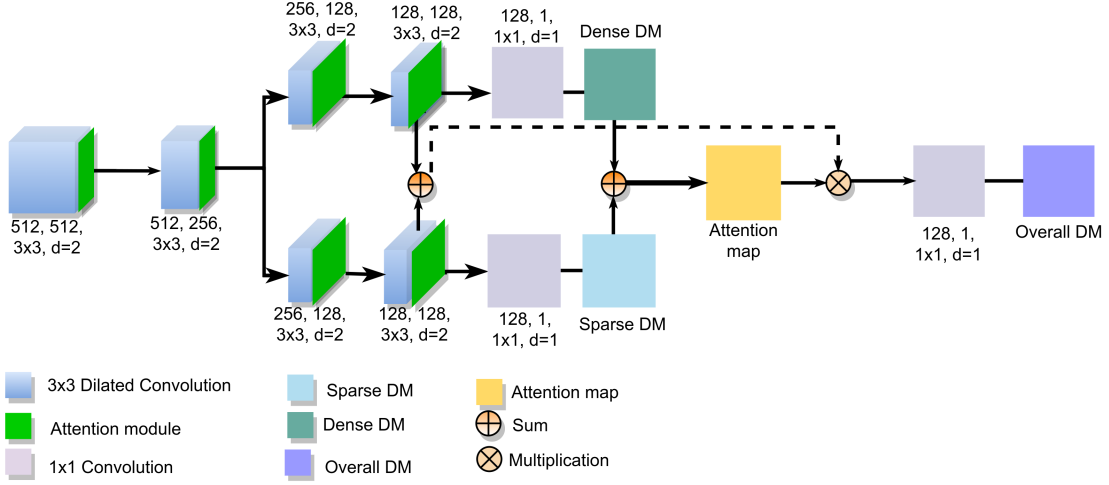 256, 128,
3x3, d=2
128, 128,
3x3, d=2
128, 1,
1x1, d=1
Dense DM
512, 512,
3x3, d=2
512, 256,
3x3, d=2
Attention
map
128, 1,
1x1, d=1
Overall DM
256, 128,
3x3, d=2
128, 128,
3x3, d=2
128, 1,
1x1, d=1
Sparse DM
3x3 Dilated Convolution
Attention module
1x1 Convolution
Sparse DM
Dense DM
Overall DM
Attention map
Sum
Multiplication